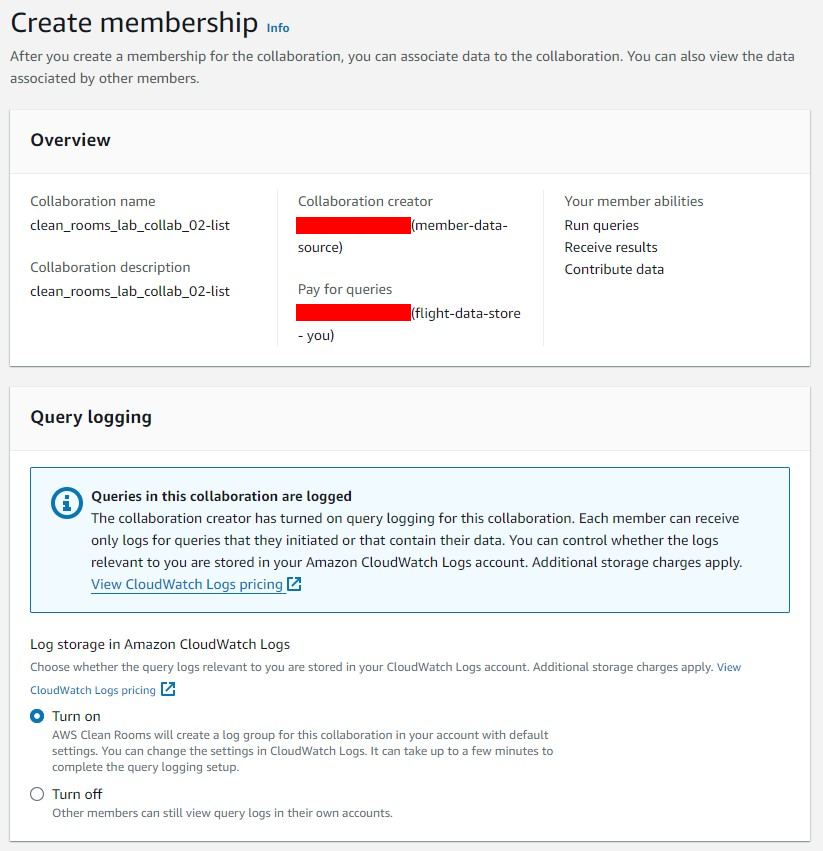 Create membership Info
After you create a membership for the collaboration, you can associate data to the collaboration. You can also view the data
associated by other members.
Overview
Collaboration name
clean_rooms_lab_collab_02-list
Collaboration description
clean_rooms_lab_collab_02-list
Collaboration creator
(member-data-
source)
Pay for queries
(flight-data-store
- you)
Your member abilities
Run queries
Receive results
Contribute data
Query logging
Queries in this collaboration are logged
The collaboration creator has turned on query logging for this collaboration. Each member can receive
only logs for queries that they initiated or that contain their data. You can control whether the logs
relevant to you are stored in your Amazon CloudWatch Logs account. Additional storage charges apply.
View CloudWatch Logs pricing
Log storage in Amazon CloudWatch Logs
Choose whether the query logs relevant to you are stored in your CloudWatch Logs account. Additional storage charges apply. View
CloudWatch Logs pricing
Turn on
AWS Clean Rooms will create a log group for this collaboration in your account with default
settings. You can change the settings in CloudWatch Logs. It can take up to a few minutes to
complete the query logging setup.
Turn off
Other members can still view query logs in their own accounts.